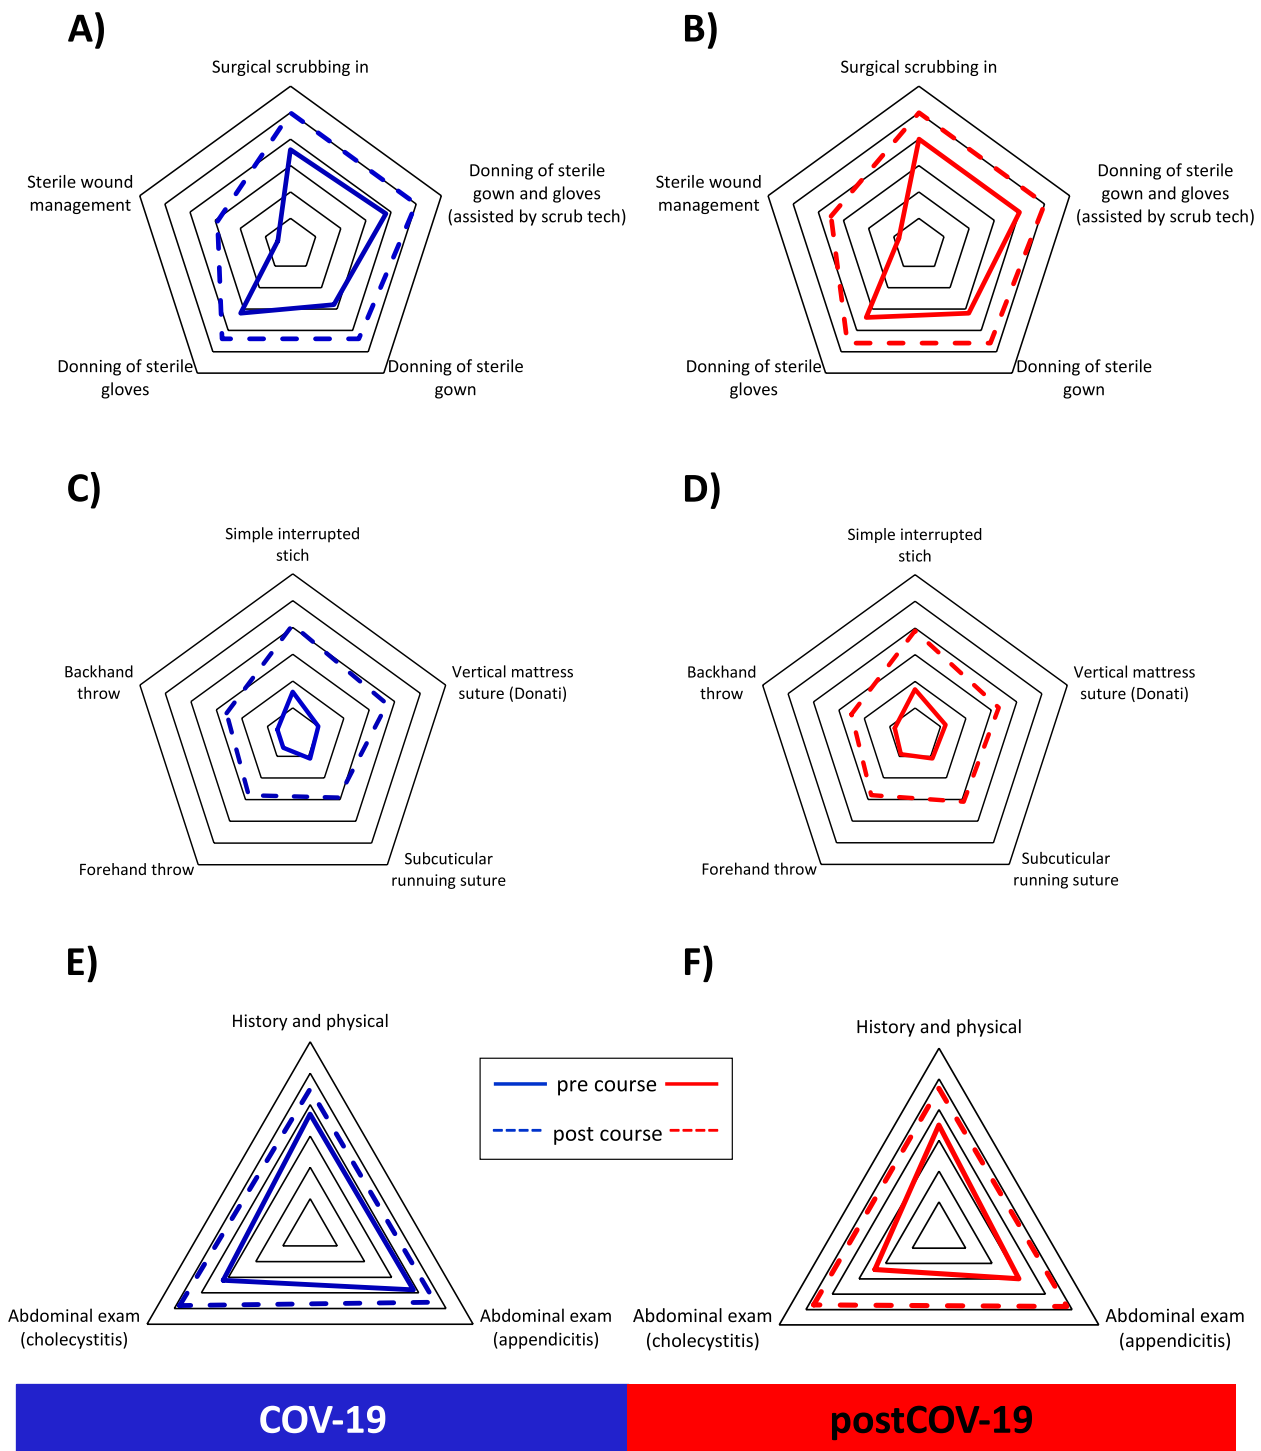 A)
B)
Surgical scrubbing in
Surgical scrubbing in
Donning of sterile
gown and gloves
(assisted by scrub tech)
Donning of sterile
gown and gloves
(assisted by scrub tech)
Sterile wound
management
Sterile wound
management
Donning of sterile
gloves
Donning of sterile
gown
Donning of sterile
gloves
Donning of sterile
gown
C)
D)
Simple interrupted
stich
Simple interrupted
stich
Backhand
throw
Vertical mattress
suture (Donati)
Backhand
throw
Vertical mattress
suture (Donati)
Forehand throw
Subcuticular
runnuing suture
Forehand throw
Subcuticular
running suture
E)
F)
History and physical
History and physical
pre course
post course
Abdominal exam
(cholecystitis)
Abdominal exam
(appendicitis)
Abdominal exam
(cholecystitis)
Abdominal exam
(appendicitis)
COV-19
postCOV-19